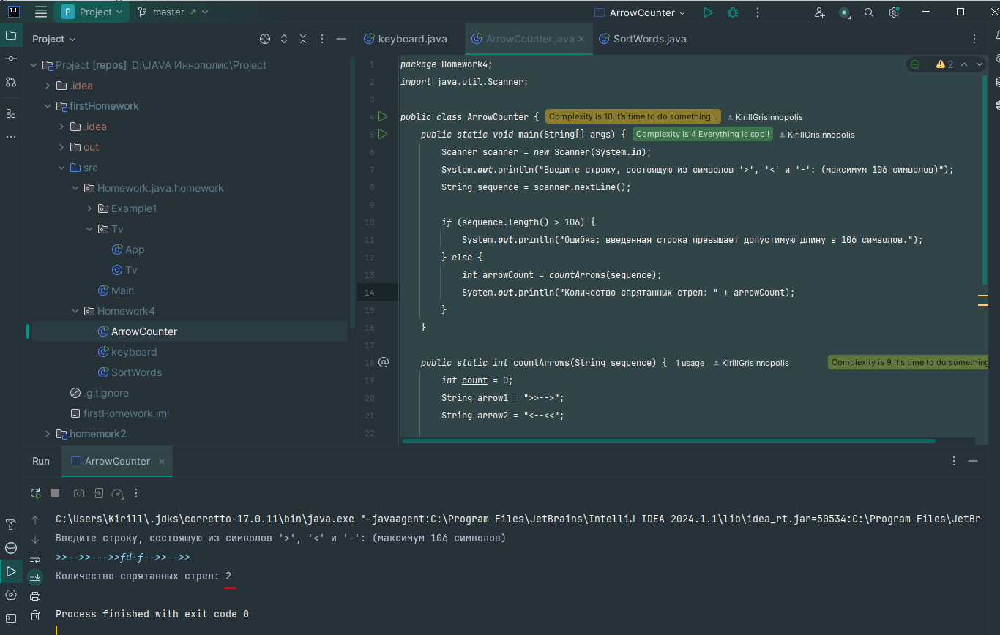 IJ
P Project master ArrowCounter
Project
keyboard.java ArrowCounter.java SortWords.java
Project [repos] D:\JAVA Иннополис\Project
.idea
firstHomework
.idea
out
src
Homework.java.homework
Example1
Tv
App
Tv
Main
Homework4
ArrowCounter
keyboard
SortWords
.gitignore
firstHomework.iml
homemork2
2
1 package Homework4;
2 import java.util.Scanner;
3
4 public class ArrowCounter { Complexity is 10 It's time to do something... KirillGrisInnopolis
5 public static void main(String[] args) { Complexity is 4 Everything is cool! KirillGrisInnopolis
6 Scanner scanner = new Scanner(System.in);
7 System.out.println("Введите строку, состоящую из символов '>', '<' и '-': (максимум 106 символов)");
8 String sequence = scanner.nextLine();
9
10 if (sequence.length() > 106) {
11 System.out.println("Ошибка: введенная строка превышает допустимую длину в 106 символов.");
12 } else {
13 int arrowCount = countArrows(sequence);
14 System.out.println("Количество спрятанных стрел: " + arrowCount);
15 }
16 }
17
18 public static int countArrows(String sequence) { 1 usage KirillGrisInnopolis Complexity is 9 It's time to do something
19 int count = 0;
20 String arrow1 = ">>-->";
21 String arrow2 = "<--<<";
22
Run ArrowCounter
C:\Users\Kirill\.jdks\corretto-17.0.11\bin\java.exe "-javaagent:C:\Program Files\JetBrains\IntelliJ IDEA 2024.1.1\lib\idea_rt.jar=50534:C:\Program Files\JetBr
Введите строку, состоящую из символов '>', '<' и '-': (максимум 106 символов)
>>-->>--->>fd-f-->>-->>
Количество спрятанных стрел: 2
Process finished with exit code 0